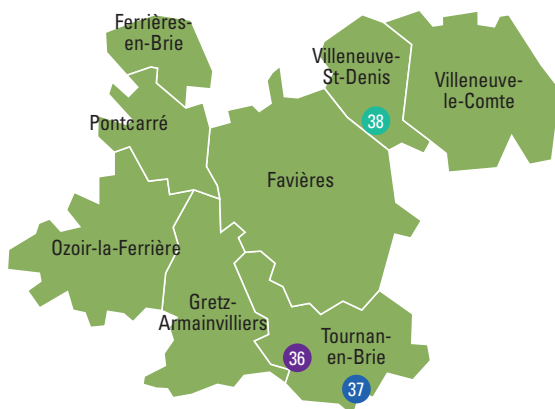 Ferrières-
en-Brie
Villeneuve-
St-Denis
Villeneuve-
le-Comte
38
Pontcarré
Favières
Ozoir-la-Ferrière
Gretz-
Armainvilliers
Tournan-
en-Brie
36
37